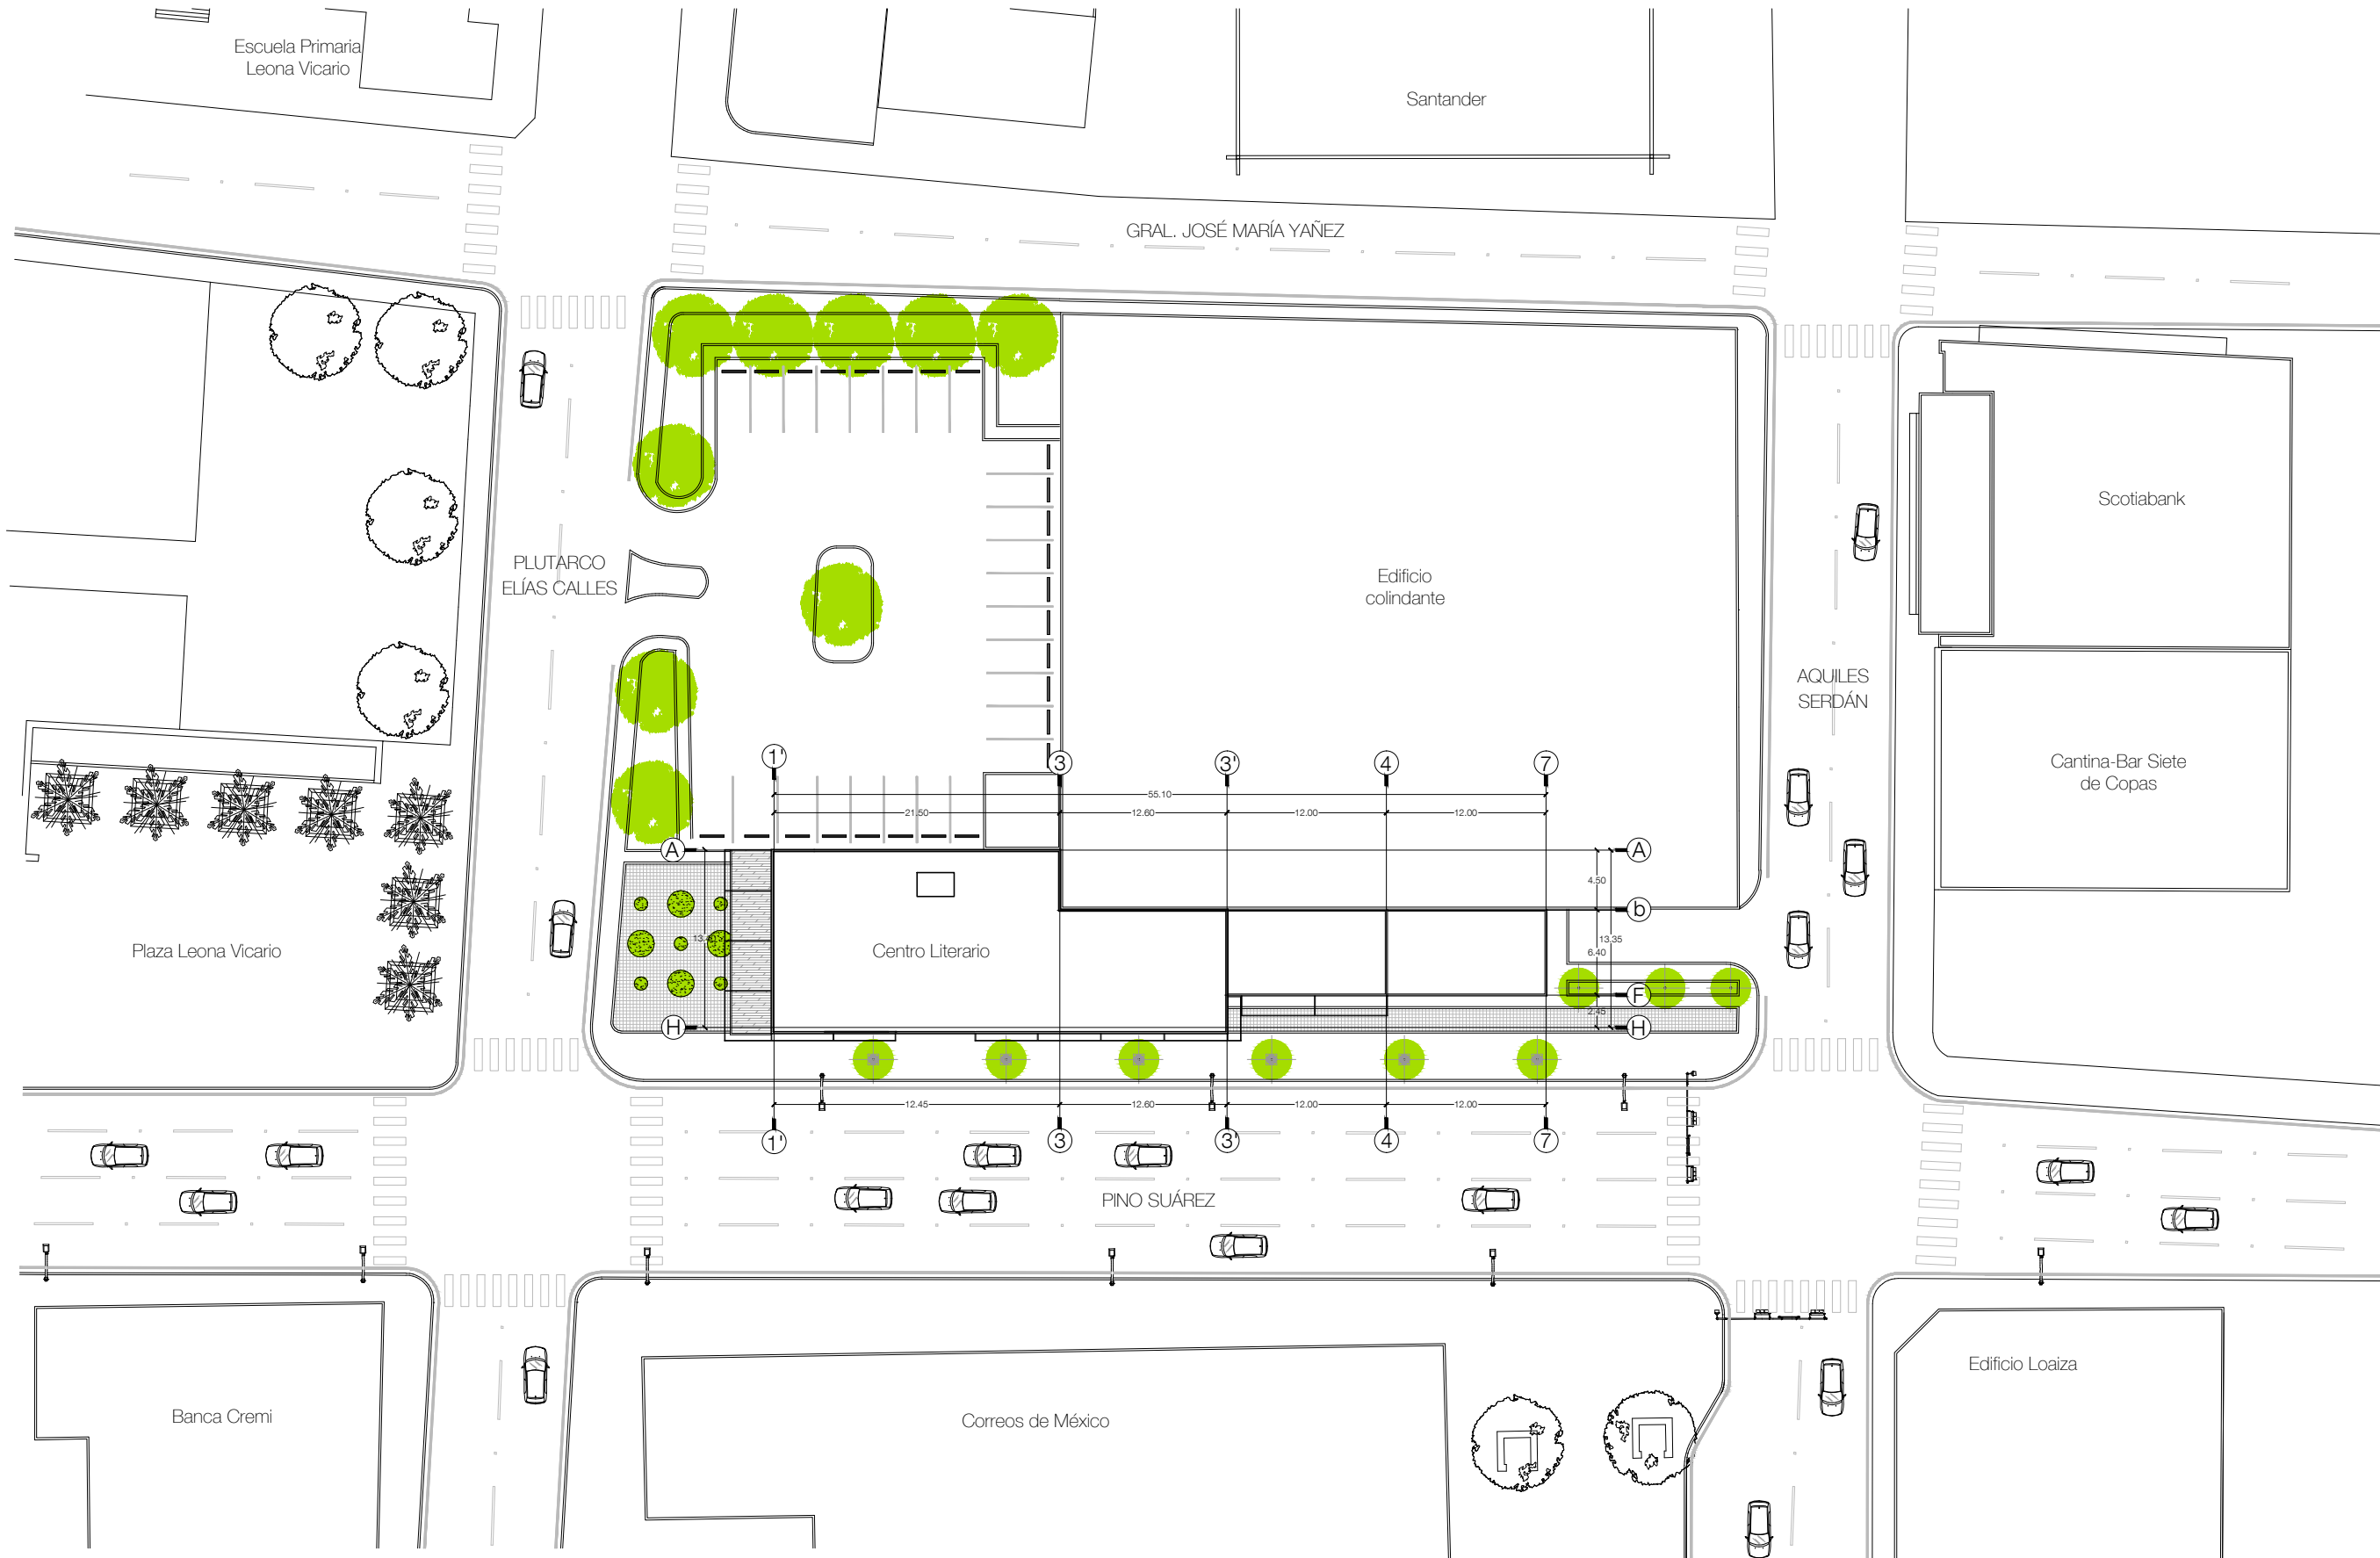 Escuela Primaria
Leona Vicario
Santander
GRAL. JOSÉ MARÍA YAÑEZ
Scotiabank
PLUTARCO
ELÍAS CALLES
Edificio
colindante
AQUILES
SERDÁN
Cantina-Bar Siete
de Copas
1' 3 3' 4 7
55.10
21.50 12.60 12.00 12.00
A A
4.50
b
Plaza Leona Vicario
Centro Literario
13.35
6.40
F
2.45
H H
12.45 12.60 12.00 12.00
1' 3 3' 4 7
PINO SUÁREZ
Edificio Loaiza
Banca Cremi
Correos de México